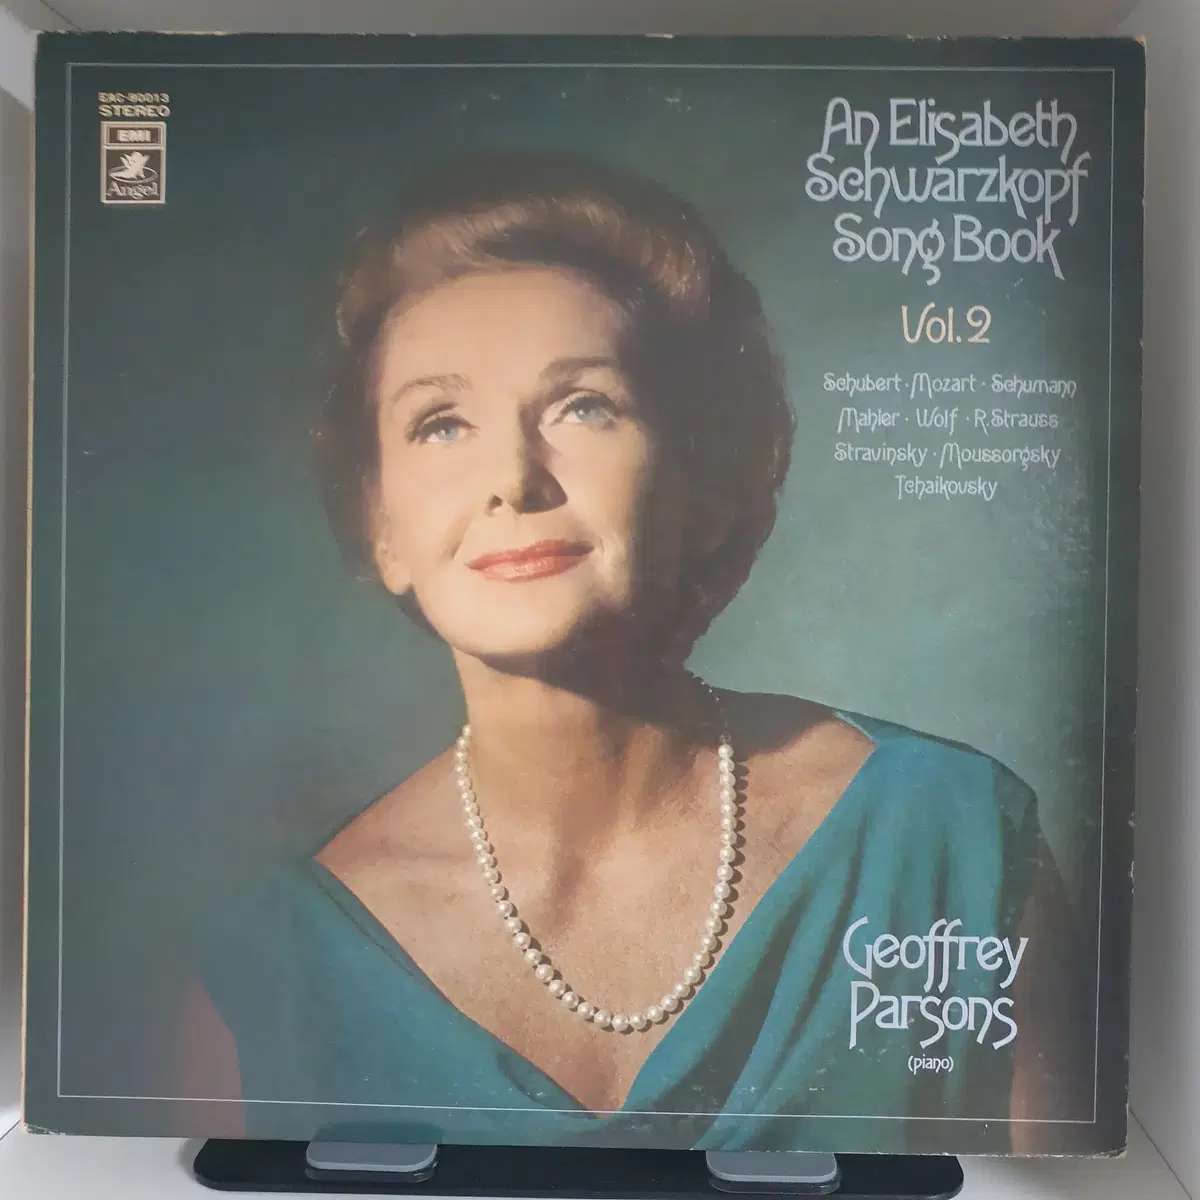 EAC-80013
STEREO
EMI
Angel
An Elisabeth
Schwarzkopf
Song Book
Vol.2
Schubert · Mozart · Schumann
Mahler · Wolf · R.Strauss
Stravinsky · Moussorgsky
Tchaikovsky
Geoffrey
Parsons
(piano)